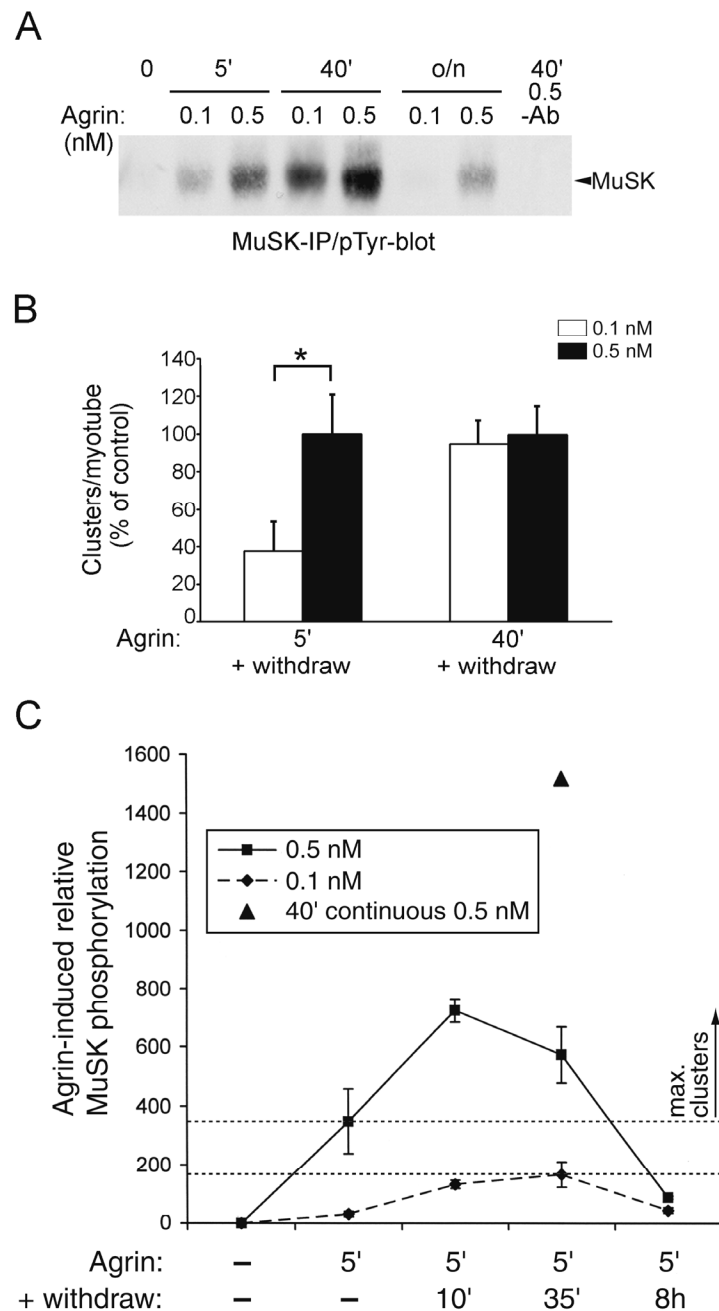 A
0 5' 40' o/n 40'
0.5
Agrin: 0.1 0.5 0.1 0.5 0.1 0.5 -Ab
(nM)
MuSK
MuSK-IP/pTyr-blot
B
0.1 nM
0.5 nM
140
120
100
80
60
40
20
0
*
Clusters/myotube
(% of control)
Agrin: 5' 40'
+ withdraw + withdraw
C
1600
1400
1200
1000
800
600
400
200
0
Agrin-induced relative
MuSK phosphorylation
0.5 nM
0.1 nM
40' continuous 0.5 nM
max.
clusters
Agrin: – 5' 5' 5' 5'
+ withdraw: – – 10' 35' 8h